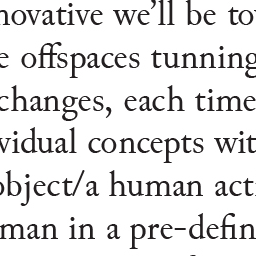 novative we'll be to
e offspaces tunning
changes, each time
vidual concepts wit
object/a human act
man in a pre-defin